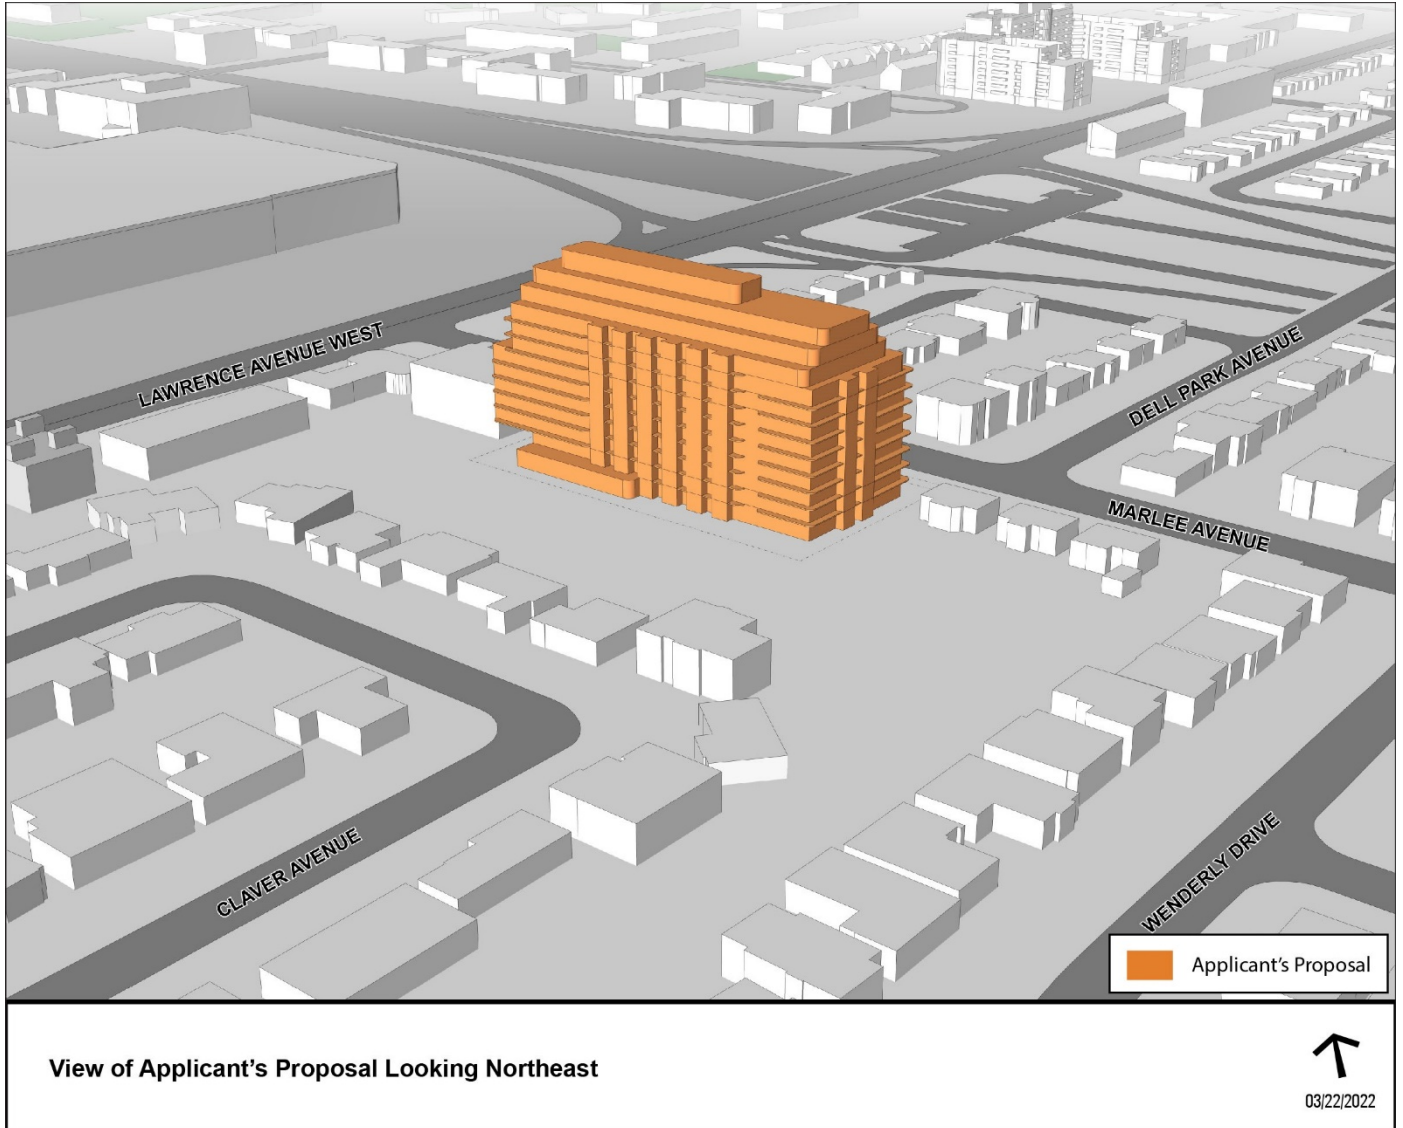 LAWRENCE AVENUE WEST
DELL PARK AVENUE
MARLEE AVENUE
CLAVER AVENUE
WENDERLY DRIVE
Applicant's Proposal
View of Applicant's Proposal Looking Northeast
03/22/2022